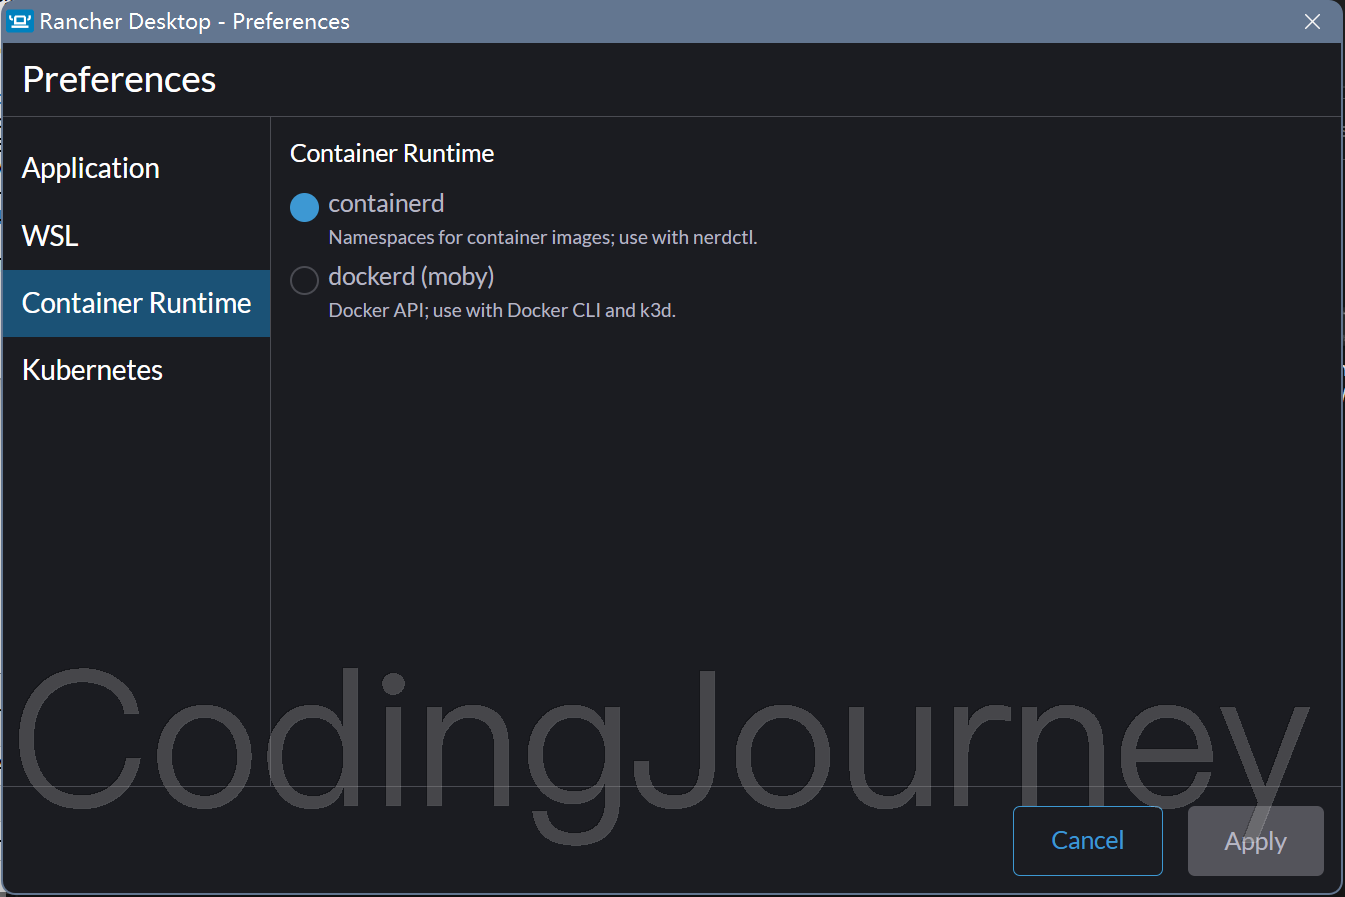 Rancher Desktop - Preferences
Preferences
Application
WSL
Container Runtime
Kubernetes
Container Runtime
containerd
Namespaces for container images; use with nerdctl.
dockerd (moby)
Docker API; use with Docker CLI and k3d.
CodingJourney
Cancel
Apply